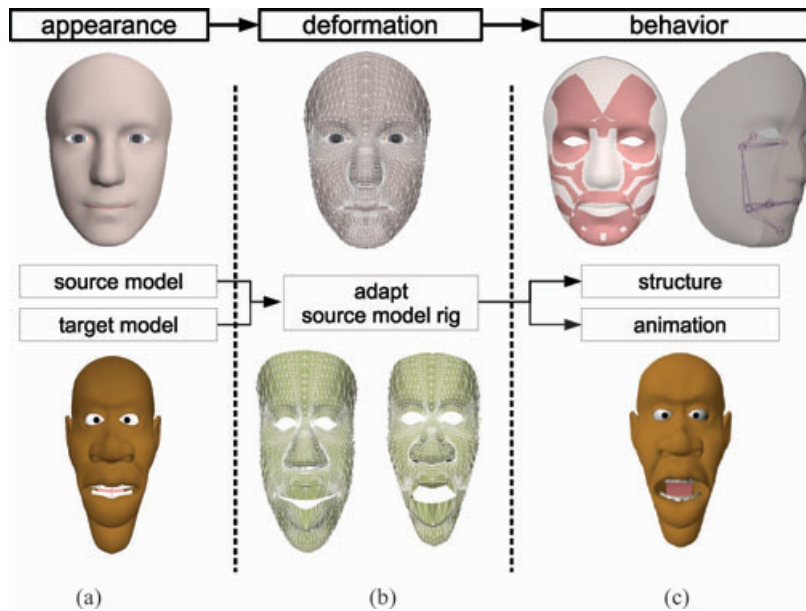 appearance
deformation
behavior
source model
target model
adapt
source model rig
structure
animation
(a)
(b)
(c)